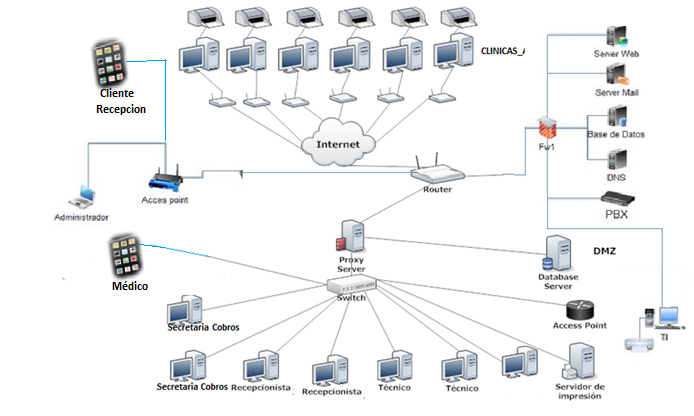 CLINICAS_A
Server Web
Cliente
Recepcion
Server Mail
Internet
Base de Datos
Fw1
DNS
Router
Acces point
PBX
Administrador
Proxy
Server
DMZ
Database
Server
Médico
Switch
Access Point
Secretaria Cobros
TI
Secretaria Cobros
Recepcionista
Recepcionista
Técnico
Técnico
Servidor de
impresión